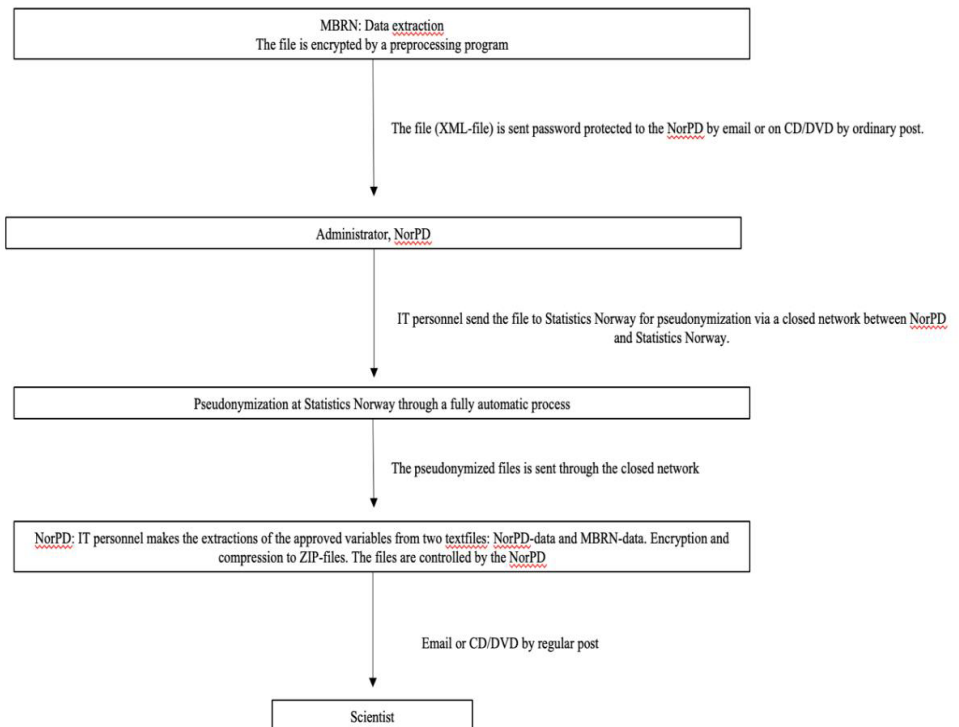 MBRN: Data extraction
The file is encrypted by a preprocessing program
The file (XML-file) is sent password protected to the NorPD by email or on CD/DVD by ordinary post.
Administrator, NorPD
IT personnel send the file to Statistics Norway for pseudonymization via a closed network between NorPD
and Statistics Norway.
Pseudonymization at Statistics Norway through a fully automatic process
The pseudonymized files is sent through the closed network
NorPD: IT personnel makes the extractions of the approved variables from two textfiles: NorPD-data and MBRN-data. Encryption and
compression to ZIP-files. The files are controlled by the NorPD
Email or CD/DVD by regular post
Scientist